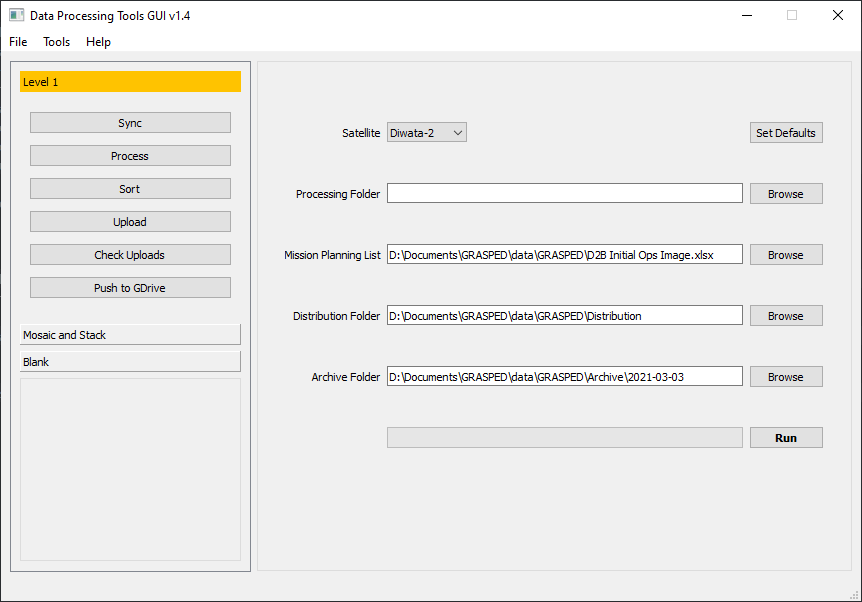 Data Processing Tools GUI v1.4
File Tools Help
Level 1
Sync
Process
Sort
Upload
Check Uploads
Push to GDrive
Mosaic and Stack
Blank
Satellite Diwata-2 Set Defaults
Processing Folder Browse
Mission Planning List D:\Documents\GRASPED\data\GRASPED\D2B Initial Ops Image.xlsx Browse
Distribution Folder D:\Documents\GRASPED\data\GRASPED\Distribution Browse
Archive Folder D:\Documents\GRASPED\data\GRASPED\Archive\2021-03-03 Browse
Run